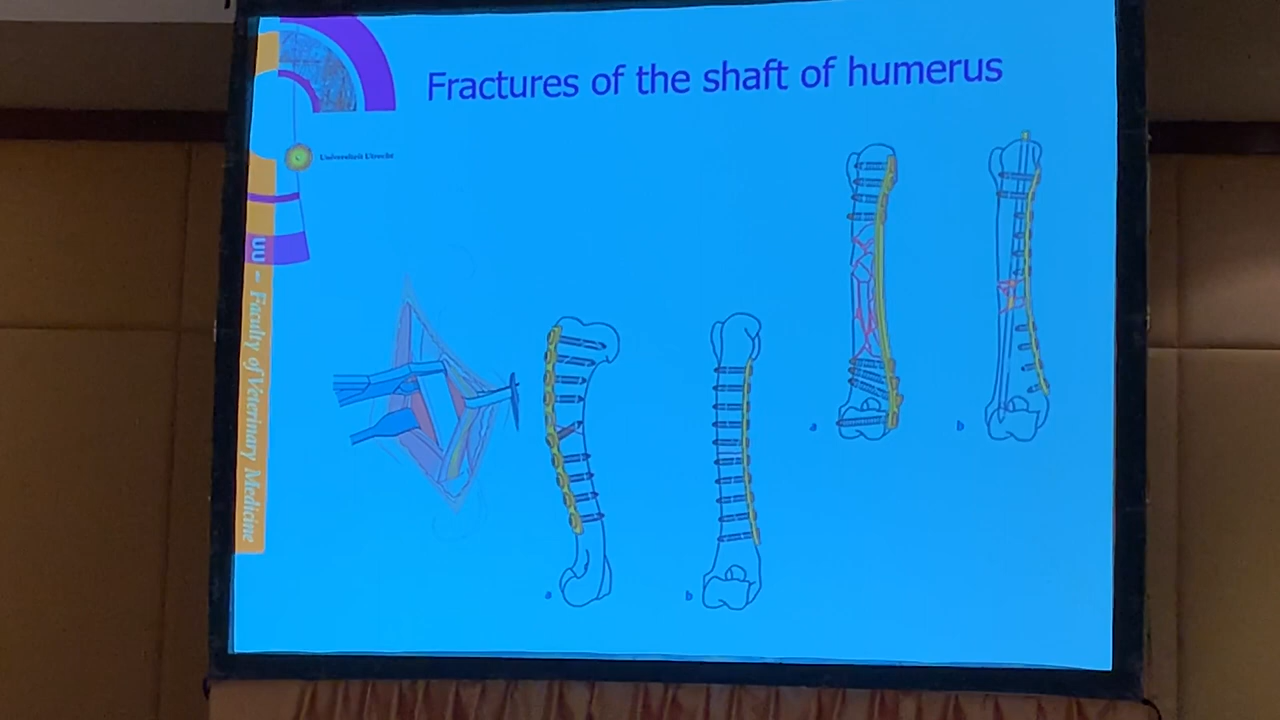 Fractures of the shaft of humerus
Universiteit Utrecht
UU - Faculty of Veterinary Medicine
a
b
a
b